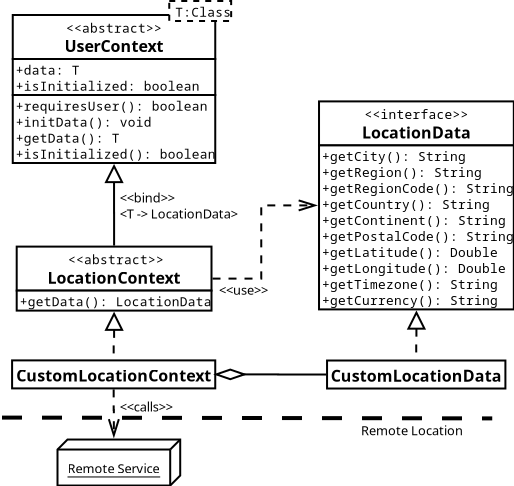 T:Class
<<abstract>>
UserContext
+data: T
+isInitialized: boolean
+requiresUser(): boolean
+initData(): void
+getData(): T
+isInitialized(): boolean
<<interface>>
LocationData
+getCity(): String
+getRegion(): String
+getRegionCode(): String
+getCountry(): String
+getContinent(): String
+getPostalCode(): String
+getLatitude(): Double
+getLongitude(): Double
+getTimezone(): String
+getCurrency(): String
<<bind>>
<T -> LocationData>
<<abstract>>
LocationContext
+getData(): LocationData
<<use>>
CustomLocationContext
CustomLocationData
<<calls>>
Remote Location
Remote Service